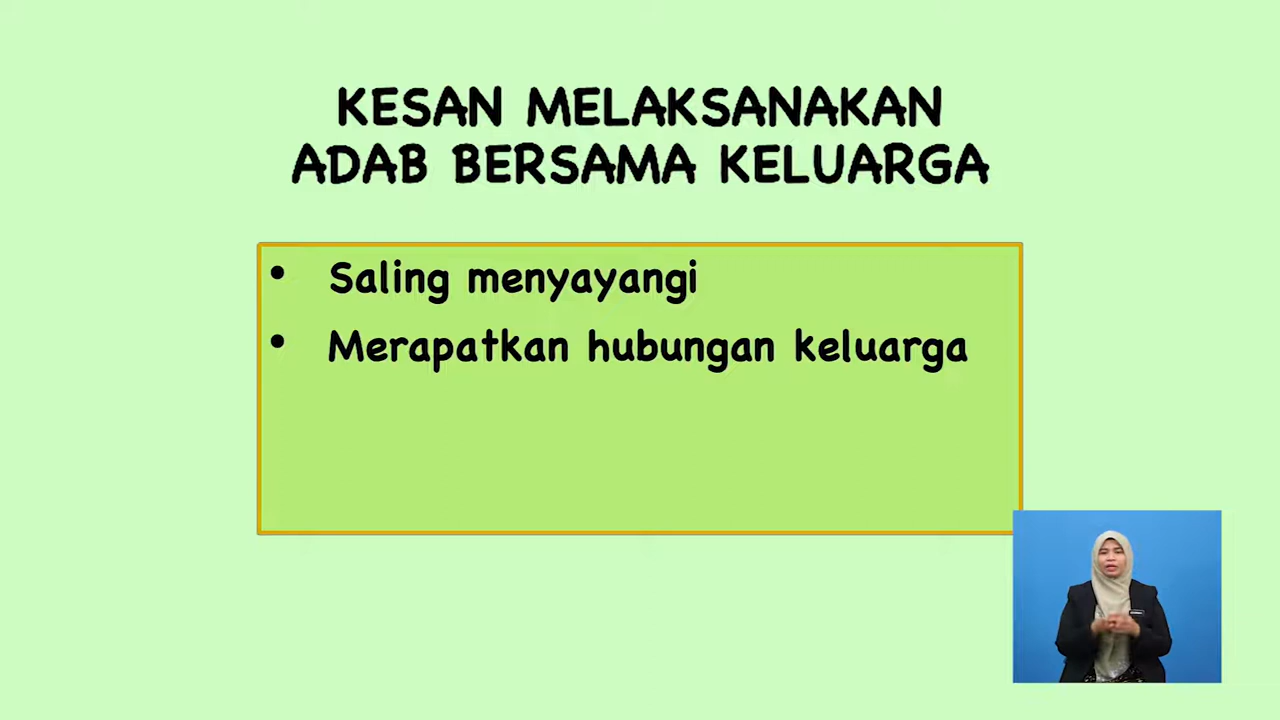 KESAN MELAKSANAKAN
ADAB BERSAMA KELUARGA
• Saling menyayangi
• Merapatkan hubungan keluarga